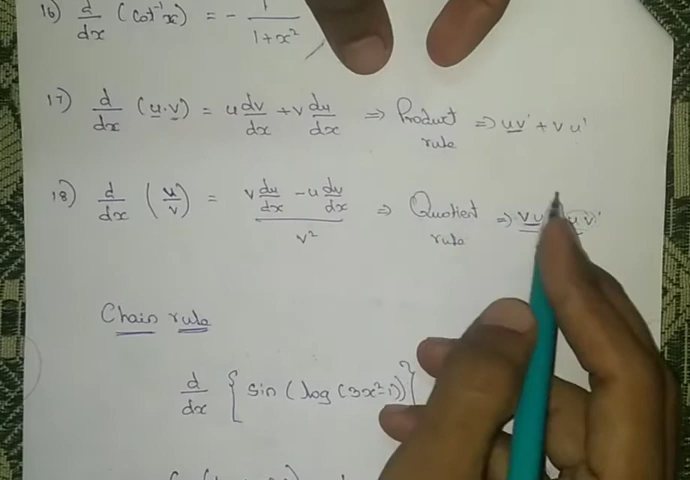 16) d/dx (cot⁻¹x) = - 1/(1+x²)
17) d/dx (u.v) = u dv/dx + v du/dx ⇒ Product rule ⇒ uv' + vu'
18) d/dx (u/v) = (v du/dx - u dv/dx)/v² ⇒ Quotient rule ⇒ vu uv'
Chain rule
d/dx { sin (log (3x²-1)) }